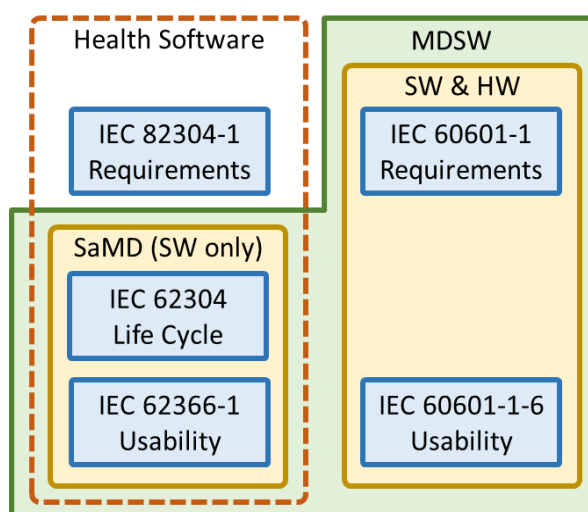 Health Software
IEC 82304-1
Requirements
SaMD (SW only)
IEC 62304
Life Cycle
IEC 62366-1
Usability
MDSW
SW & HW
IEC 60601-1
Requirements
IEC 60601-1-6
Usability